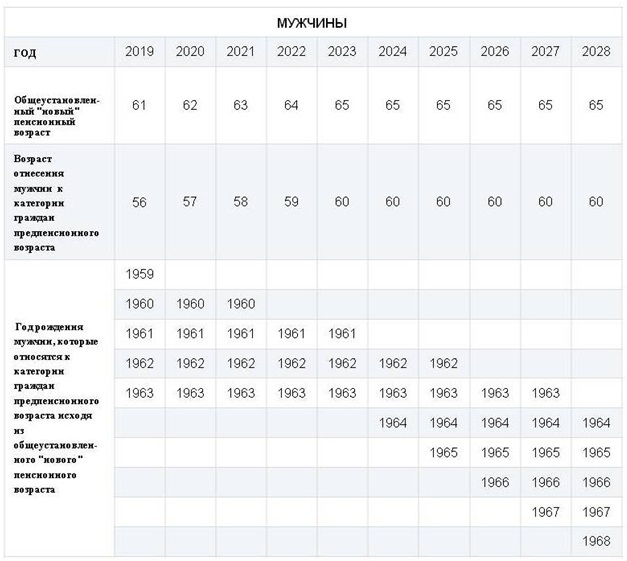 МУЖЧИНЫ
ГОД 2019 2020 2021 2022 2023 2024 2025 2026 2027 2028
Общеустановлен-
ный "новый"
пенсионный
возраст
61 62 63 64 65 65 65 65 65 65
Возраст
отнесения
мужчин к
категории
граждан
предпенсионного
возраста
56 57 58 59 60 60 60 60 60 60
Год рождения
мужчин, которые
относятся к
категории
граждан
предпенсионного
возраста исходя
из
общеустановлен-
ного "нового"
пенсионного
возраста
1959
1960 1960 1960
1961 1961 1961 1961 1961
1962 1962 1962 1962 1962 1962 1962
1963 1963 1963 1963 1963 1963 1963 1963 1963
1964 1964 1964 1964 1964
1965 1965 1965 1965
1966 1966 1966
1967 1967
1968